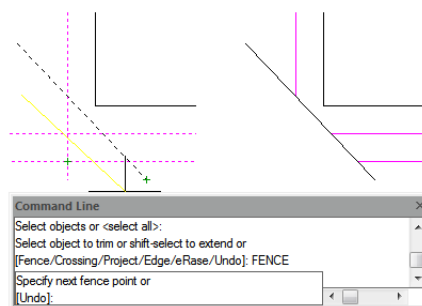 Command Line
Select objects or <select all>:
Select object to trim or shift-select to extend or
[Fence/Crossing/Project/Edge/eRase/Undo]: FENCE
Specify next fence point or
[Undo]: